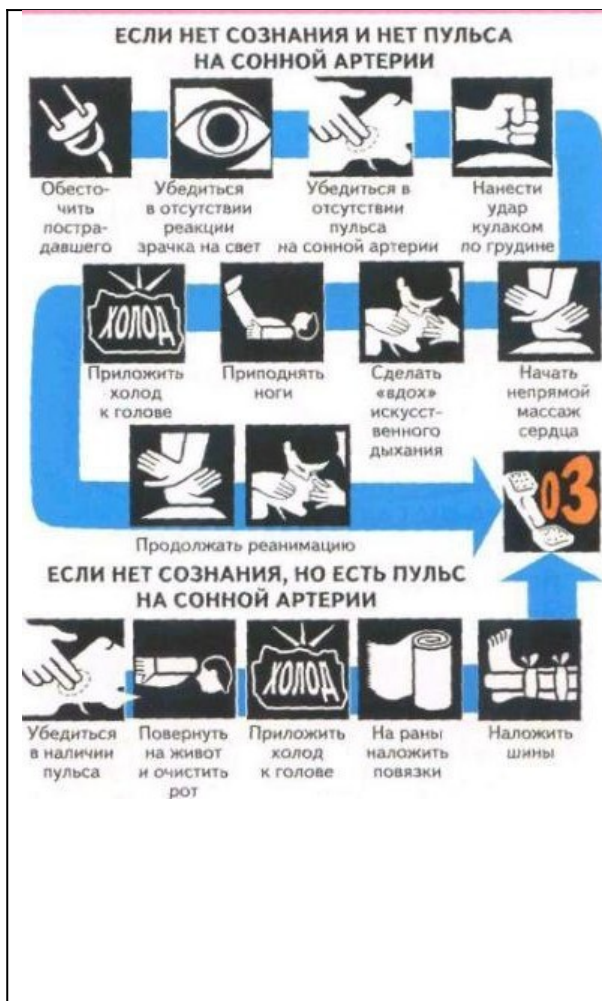 ЕСЛИ НЕТ СОЗНАНИЯ И НЕТ ПУЛЬСА
НА СОННОЙ АРТЕРИИ
Обесто-
чить
постра-
давшего
Убедиться
в отсутствии
реакции
зрачка на свет
Убедиться в
отсутствии
пульса
на сонной артерии
Нанести
удар
кулаком
по грудине
ХОЛОД
Приложить
холод
к голове
Приподнять
ноги
Сделать
«вдох»
искусст-
венного
дыхания
Начать
непрямой
массаж
сердца
03
Продолжать реанимацию
ЕСЛИ НЕТ СОЗНАНИЯ, НО ЕСТЬ ПУЛЬС
НА СОННОЙ АРТЕРИИ
ХОЛОД
Убедиться
в наличии
пульса
Повернуть
на живот
и очистить
рот
Приложить
холод
к голове
На раны
наложить
повязки
Наложить
шины